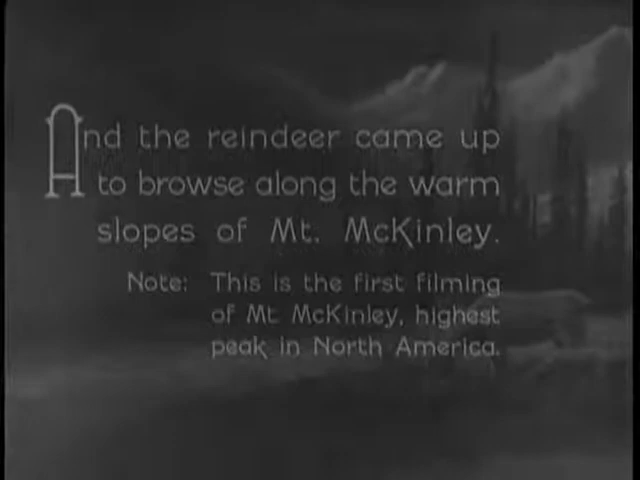 And the reindeer came up
to browse along the warm
slopes of Mt. McKinley.
Note: This is the first filming
of Mt. McKinley, highest
peak in North America.